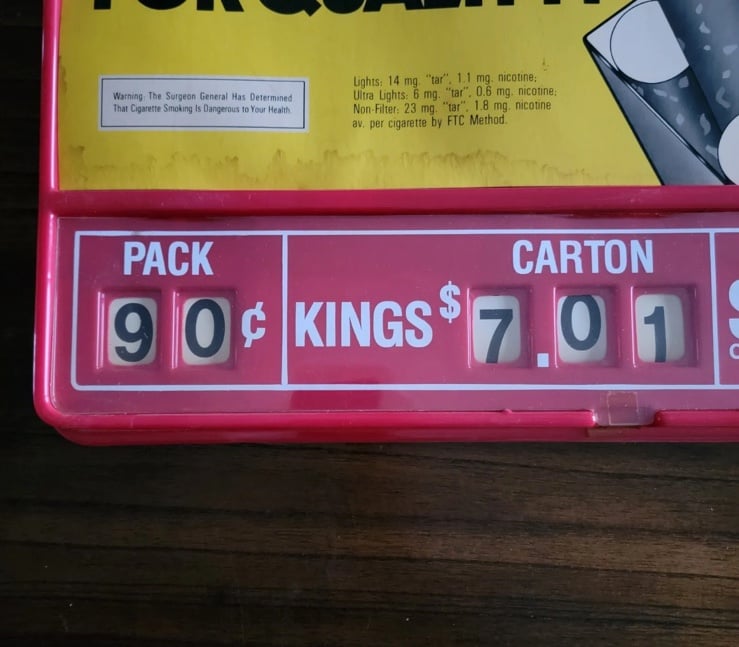 FOR QUALITY
Warning: The Surgeon General Has Determined
That Cigarette Smoking Is Dangerous to Your Health.
Lights: 14 mg. "tar", 1.1 mg. nicotine;
Ultra Lights: 6 mg. "tar", 0.6 mg. nicotine;
Non-Filter: 23 mg. "tar", 1.8 mg. nicotine
av. per cigarette by FTC Method.
PACK
90¢
CARTON
KINGS $7.01